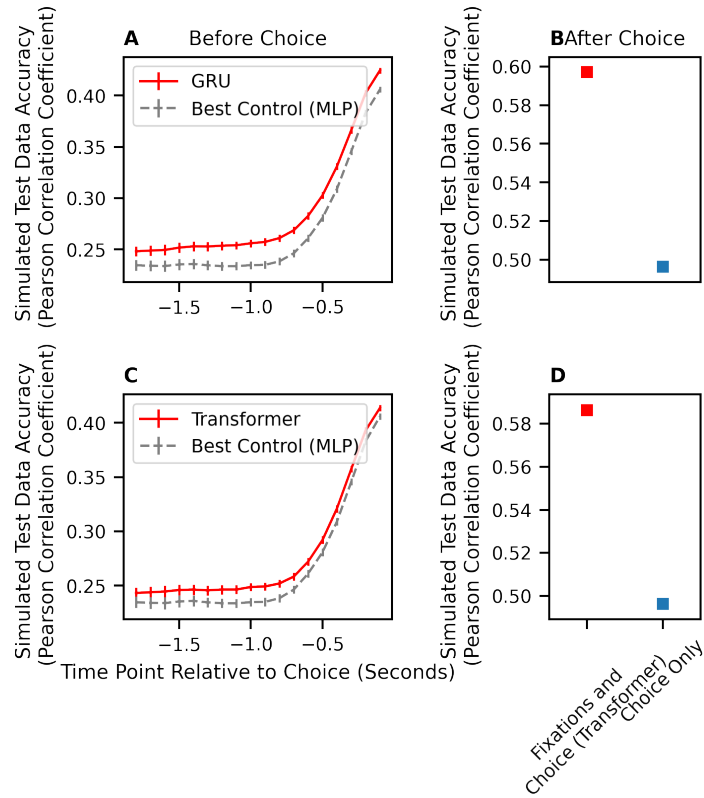 A
Before Choice
Simulated Test Data Accuracy
(Pearson Correlation Coefficient)
GRU
Best Control (MLP)
0.40
0.35
0.30
0.25
−1.5
−1.0
−0.5
B
After Choice
Simulated Test Data Accuracy
(Pearson Correlation Coefficient)
0.60
0.58
0.56
0.54
0.52
0.50
C
Simulated Test Data Accuracy
(Pearson Correlation Coefficient)
Transformer
Best Control (MLP)
0.40
0.35
0.30
0.25
−1.5
−1.0
−0.5
Time Point Relative to Choice (Seconds)
D
Simulated Test Data Accuracy
(Pearson Correlation Coefficient)
0.58
0.56
0.54
0.52
0.50
Fixations and
Choice (Transformer)
Choice Only